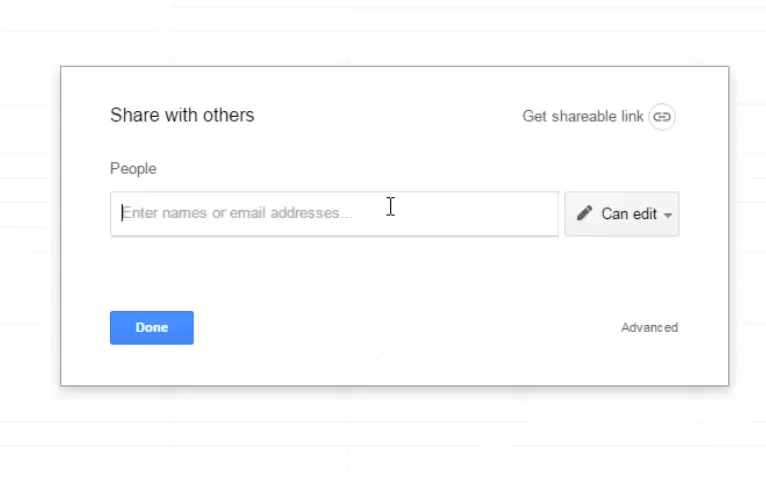 Share with others
Get shareable link
People
Enter names or email addresses...
Can edit
Done
Advanced